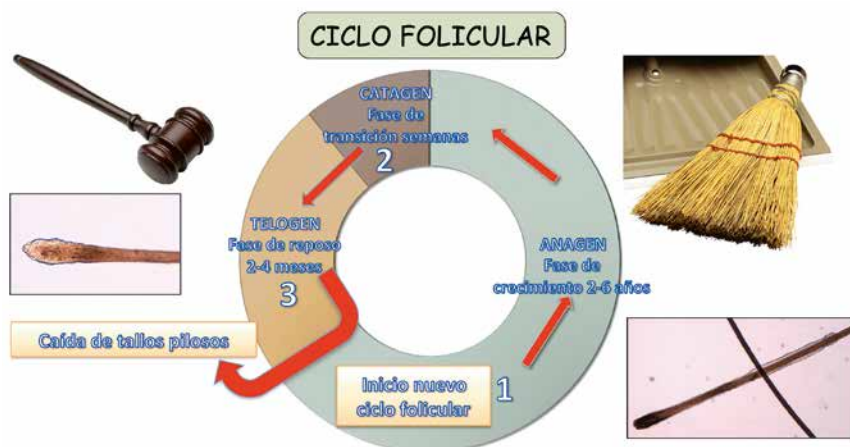 CICLO FOLICULAR
CATAGEN
Fase de
transición semanas
2
TELOGEN
Fase de reposo
2-4 meses
3
ANAGEN
Fase de
crecimiento 2-6 años
Caída de tallos pilosos
Inicio nuevo
ciclo folicular
1